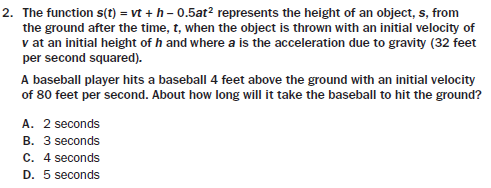 2. The function s(t) = vt + h – 0.5at² represents the height of an object, s, from
the ground after the time, t, when the object is thrown with an initial velocity of
v at an initial height of h and where a is the acceleration due to gravity (32 feet
per second squared).
A baseball player hits a baseball 4 feet above the ground with an initial velocity
of 80 feet per second. About how long will it take the baseball to hit the ground?
A. 2 seconds
B. 3 seconds
C. 4 seconds
D. 5 seconds